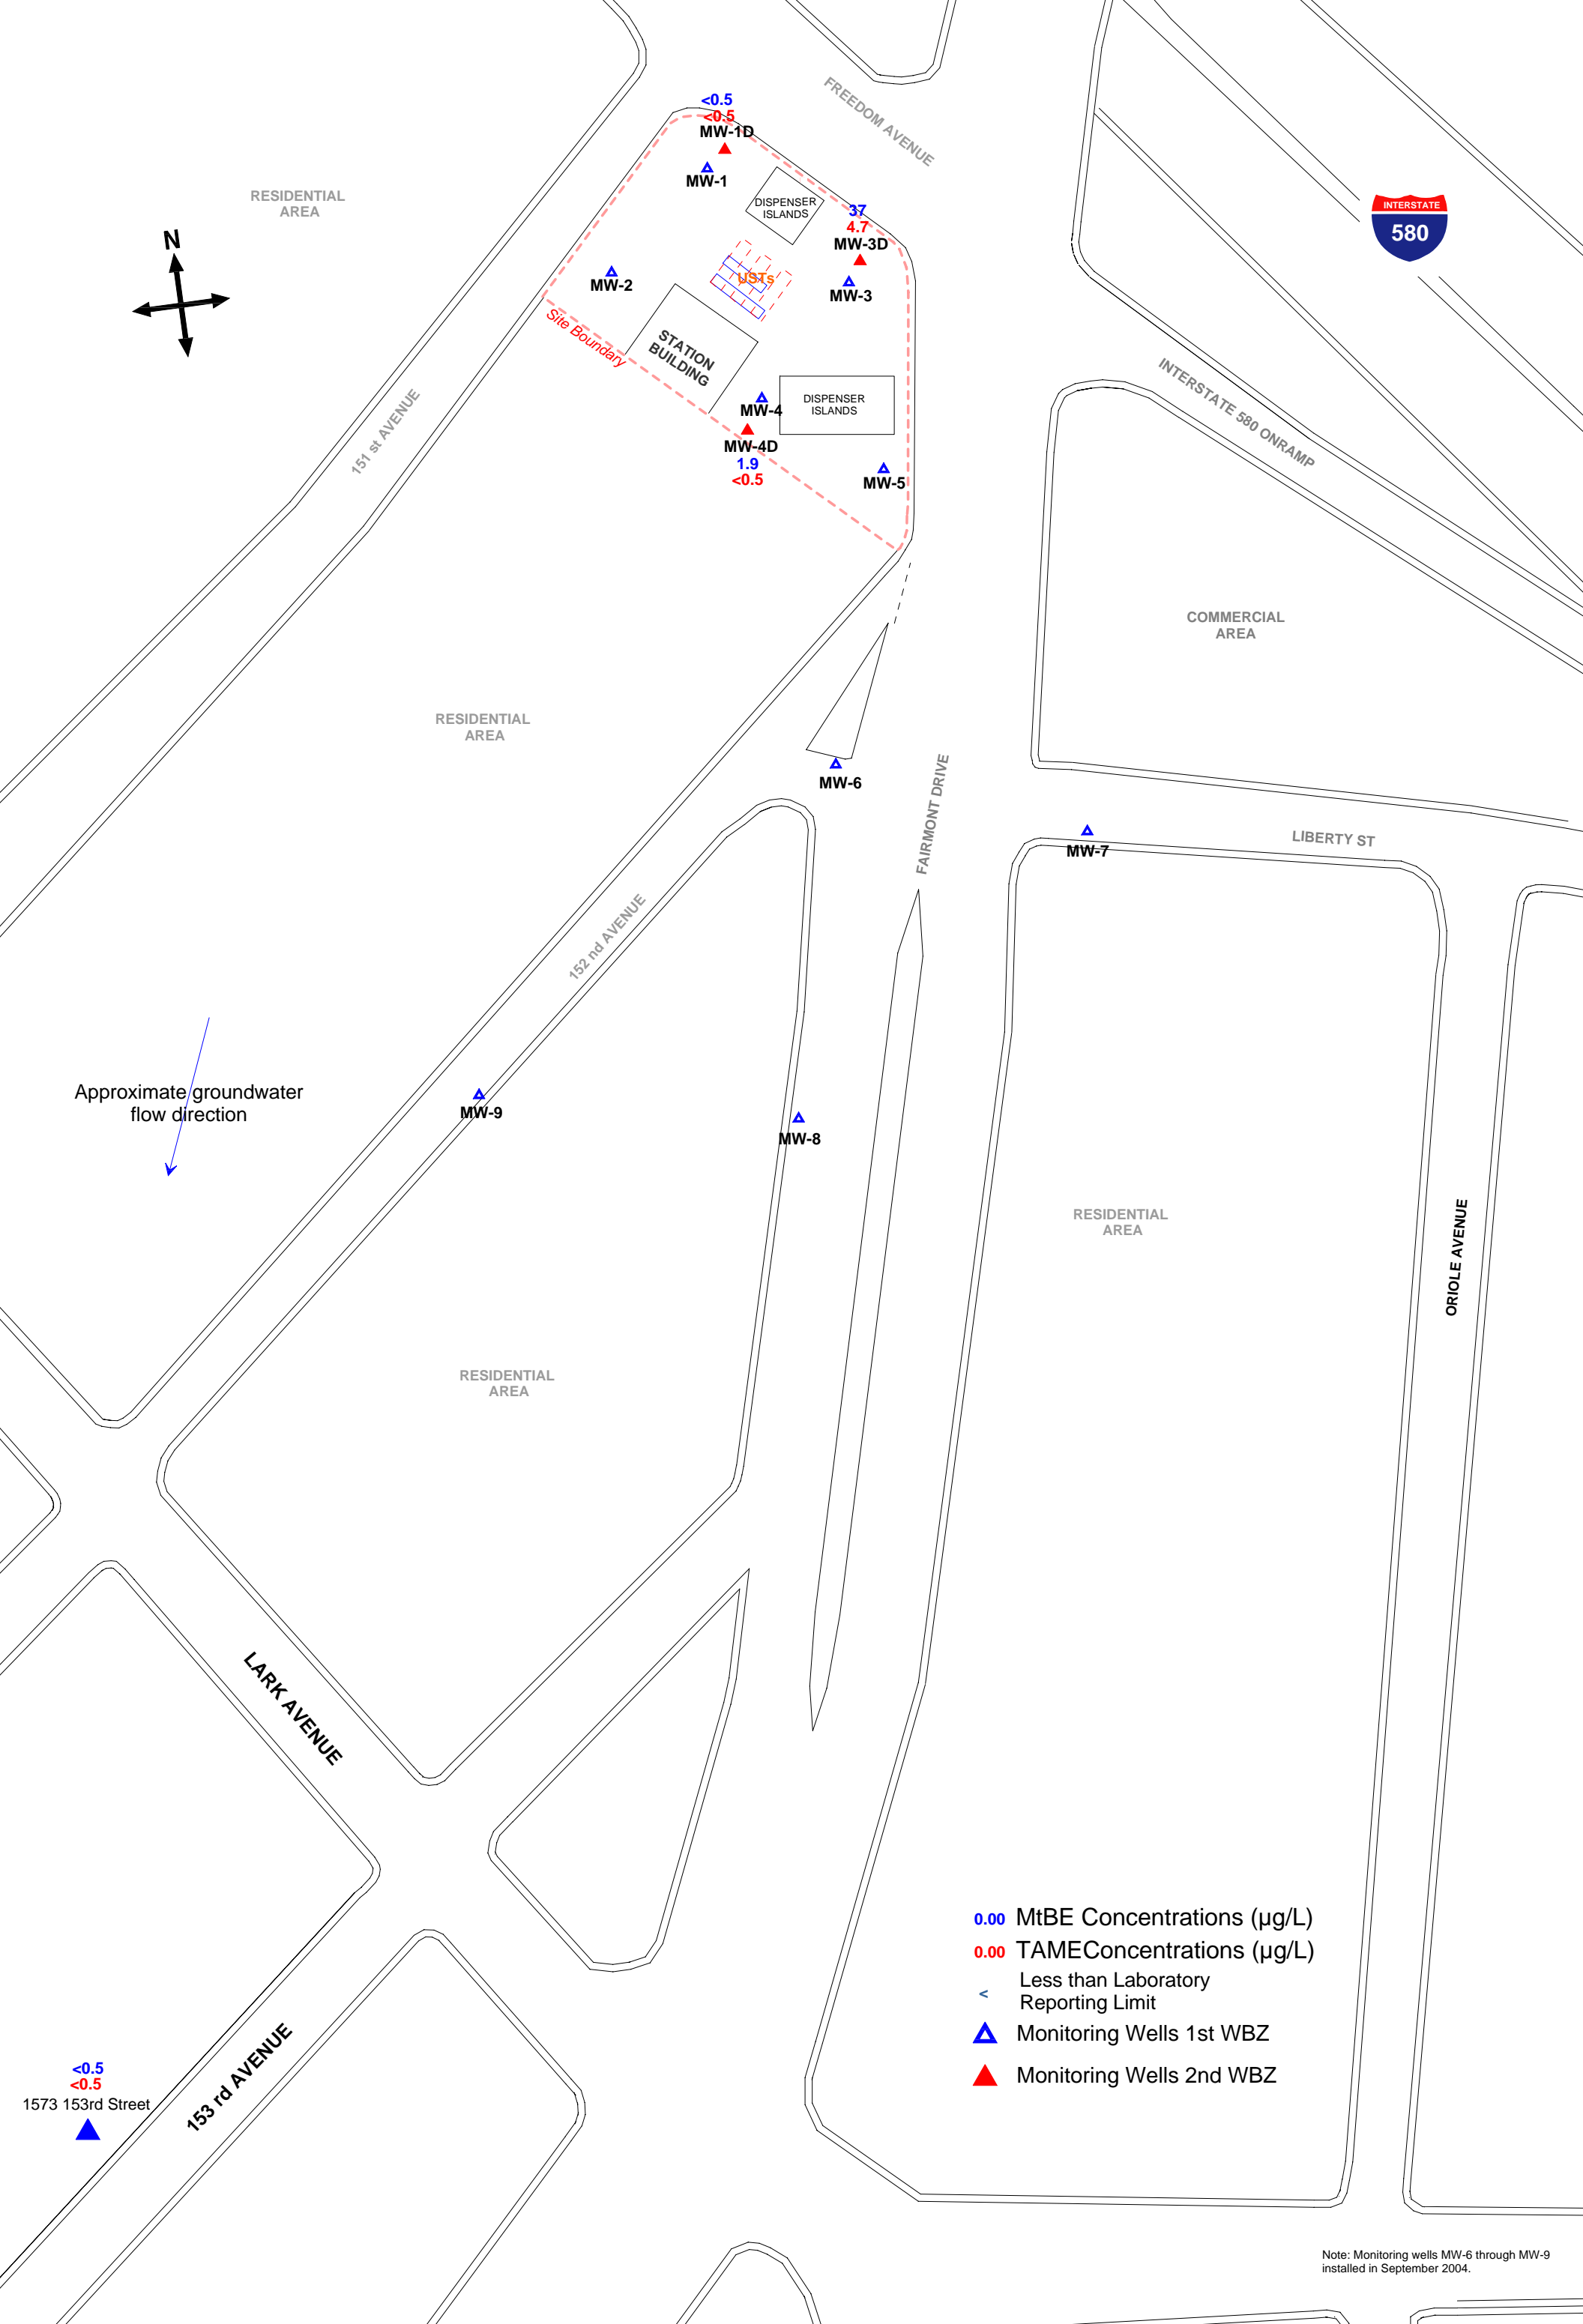 FREEDOM AVENUE
<0.5
<0.5
MW-1D
MW-1
DISPENSER
ISLANDS
RESIDENTIAL
AREA
INTERSTATE
580
37
4.7
MW-3D
MW-3
N
MW-2
USTs
Site Boundary
STATION
BUILDING
MW-4
DISPENSER
ISLANDS
MW-4D
1.9
<0.5
MW-5
151 st AVENUE
INTERSTATE 580 ONRAMP
COMMERCIAL
AREA
RESIDENTIAL
AREA
MW-6
FAIRMONT DRIVE
MW-7
LIBERTY ST
152 nd AVENUE
Approximate groundwater
flow direction
MW-9
MW-8
RESIDENTIAL
AREA
ORIOLE AVENUE
RESIDENTIAL
AREA
LARK AVENUE
0.00 MtBE Concentrations (µg/L)
0.00 TAMEConcentrations (µg/L)
< Less than Laboratory
Reporting Limit
Monitoring Wells 1st WBZ
Monitoring Wells 2nd WBZ
<0.5
<0.5
1573 153rd Street
153 rd AVENUE
Note: Monitoring wells MW-6 through MW-9
installed in September 2004.